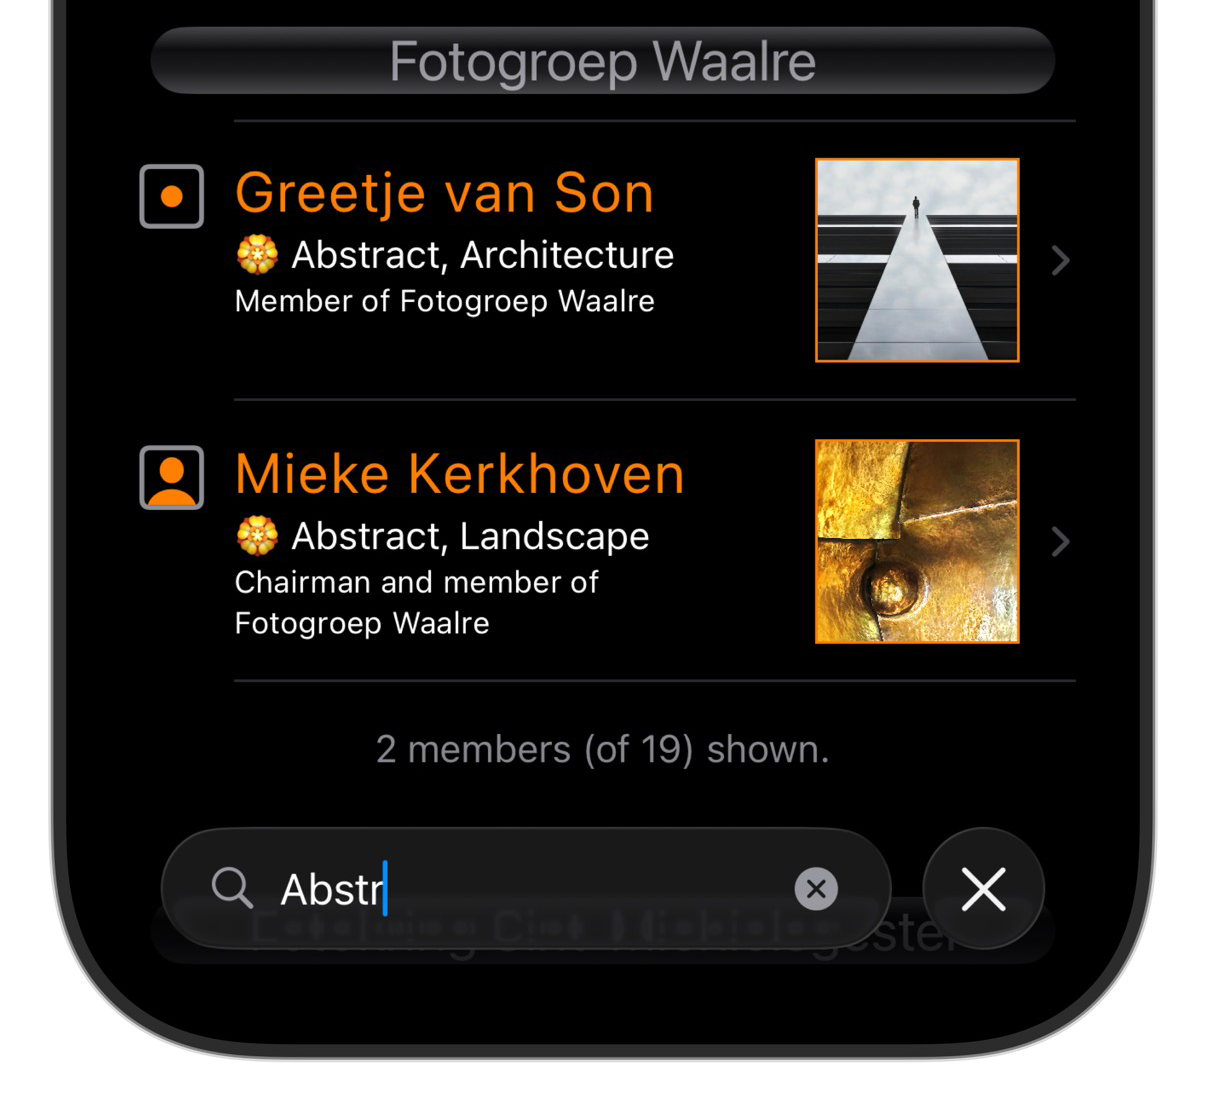 Fotogroep Waalre
Greetje van Son
Abstract, Architecture
Member of Fotogroep Waalre
Mieke Kerkhoven
Abstract, Landscape
Chairman and member of
Fotogroep Waalre
2 members (of 19) shown.
Abstr